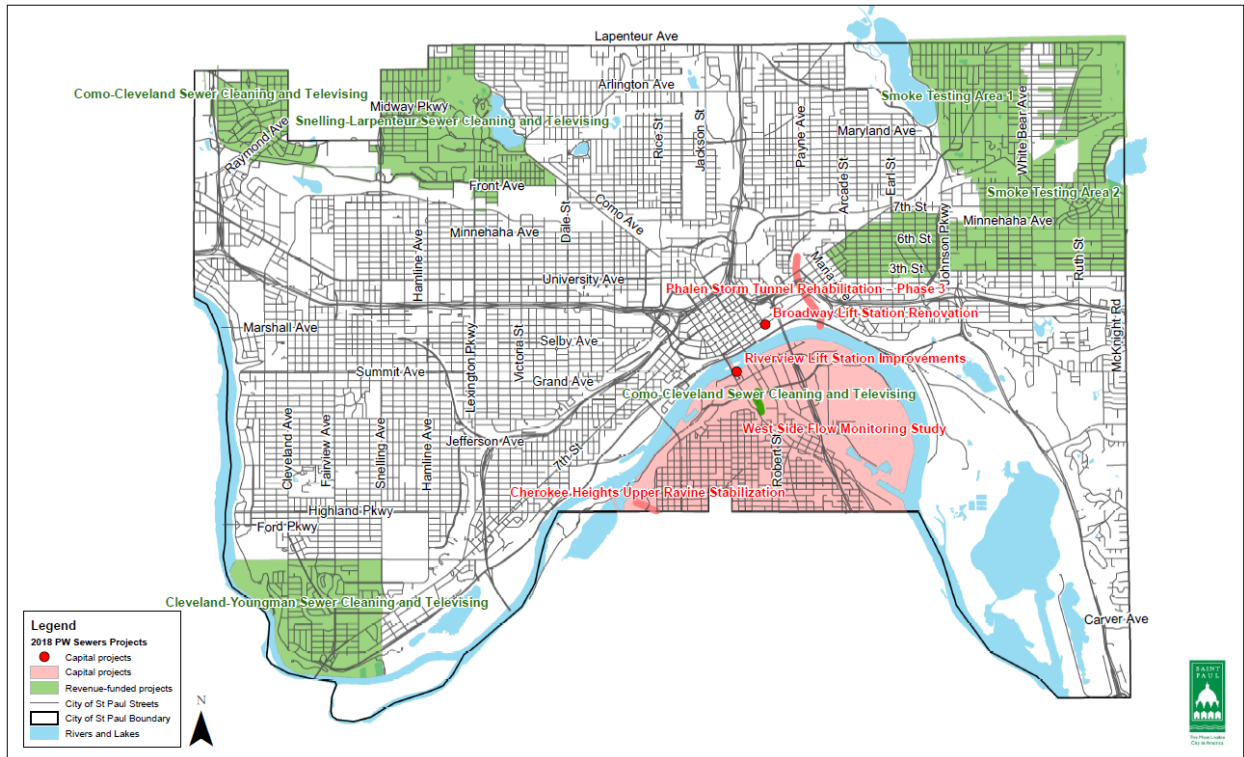 Lapenteur Ave
Como-Cleveland Sewer Cleaning and Televising
Arlington Ave
Smoke Testing Area 1
Midway Pkwy
Snelling-Larpenteur Sewer Cleaning and Televising
Raymond Ave
Rice St
Jackson St
Payne Ave
Maryland Ave
White Bear Ave
Arcade St
Earl St
Front Ave
Smoke Testing Area 2
Dale St
Como Ave
7th St
Minnehaha Ave
Minnehaha Ave
6th St
Johnson Pkwy
Hamline Ave
University Ave
Maria Ave
3th St
Ruth St
Phalen Storm Tunnel Rehabilitation – Phase 3
Broadway Lift Station Renovation
McKnight Rd
Marshall Ave
Lexington Pkwy
Victoria St
Selby Ave
Riverview Lift Station Improvements
Summit Ave
Grand Ave
Como-Cleveland Sewer Cleaning and Televising
Cleveland Ave
Fairview Ave
Snelling Ave
Hamline Ave
Jefferson Ave
7th St
West Side Flow Monitoring Study
Robert St
Cherokee Heights Upper Ravine Stabilization
Highland Pkwy
Ford Pkwy
Cleveland-Youngman Sewer Cleaning and Televising
Carver Ave
Legend
2018 PW Sewers Projects
Capital projects
Capital projects
Revenue-funded projects
City of St Paul Streets
City of St Paul Boundary
Rivers and Lakes
N
SAINT
PAUL
The Most Livable
City in America